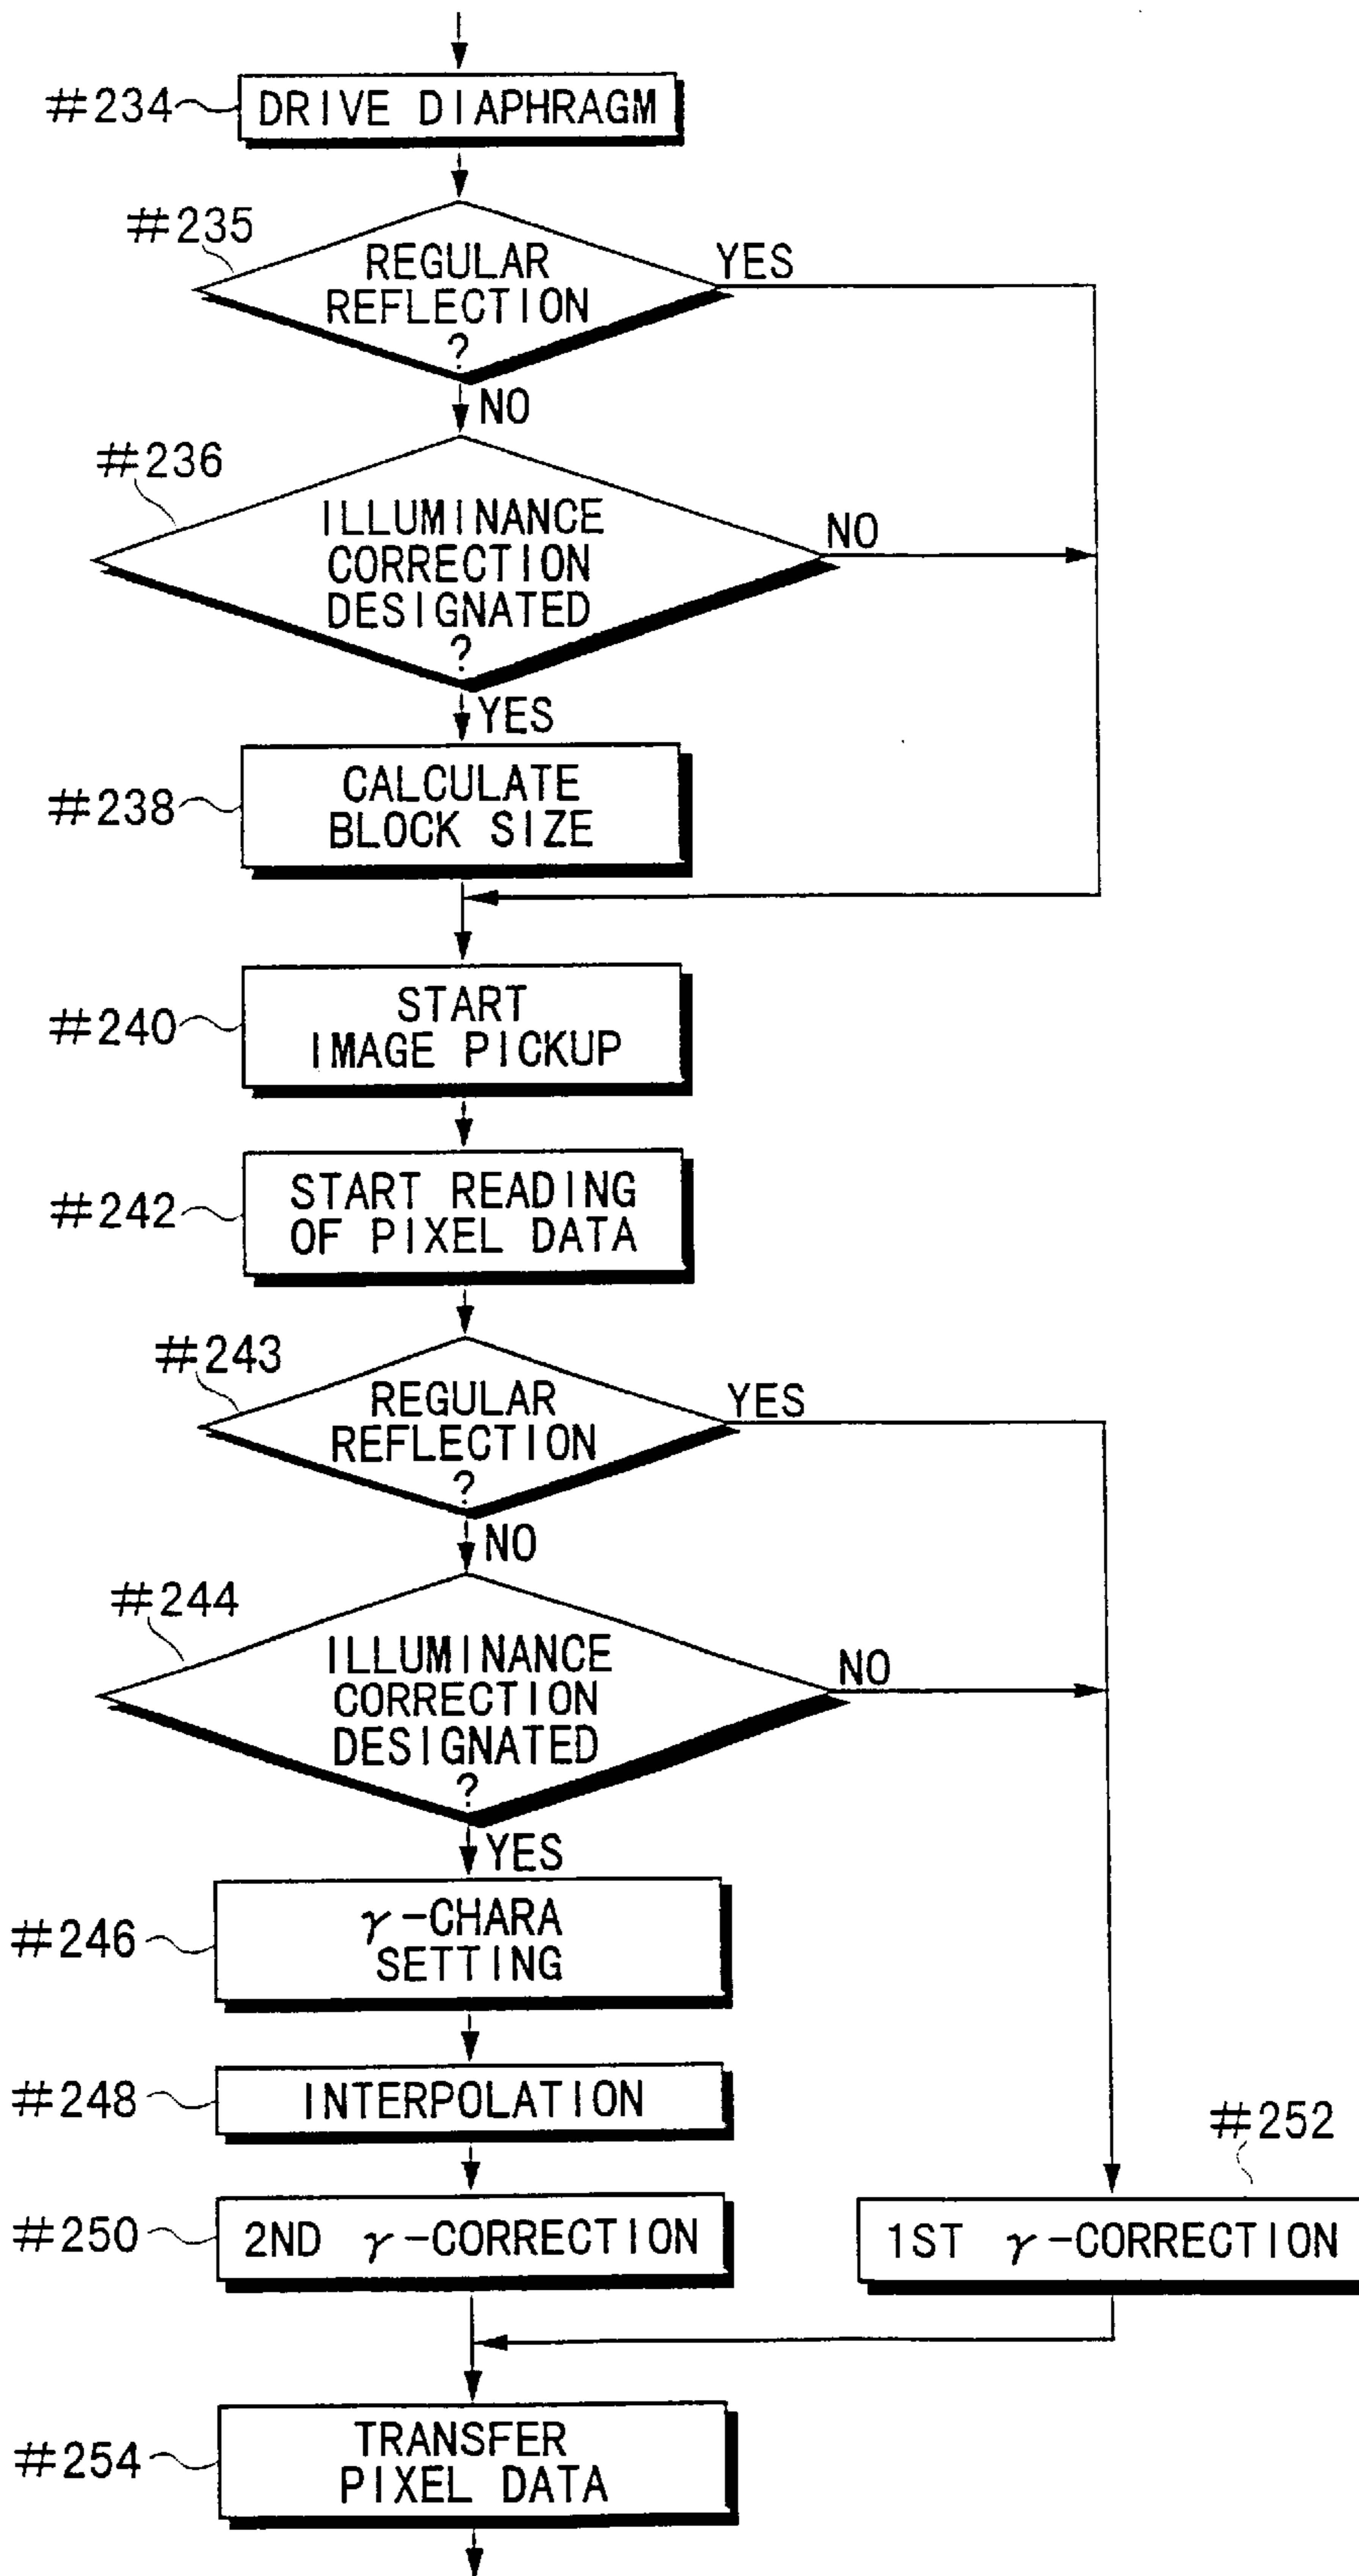 #234
DRIVE DIAPHRAGM
#235
REGULAR
REFLECTION
?
YES
NO
#236
ILLUMINANCE
CORRECTION
DESIGNATED
?
NO
YES
#238
CALCULATE
BLOCK SIZE
#240
START
IMAGE PICKUP
#242
START READING
OF PIXEL DATA
#243
REGULAR
REFLECTION
?
YES
NO
#244
ILLUMINANCE
CORRECTION
DESIGNATED
?
NO
YES
#246
γ-CHARA
SETTING
#248
INTERPOLATION
#252
#250
2ND γ-CORRECTION
1ST γ-CORRECTION
#254
TRANSFER
PIXEL DATA